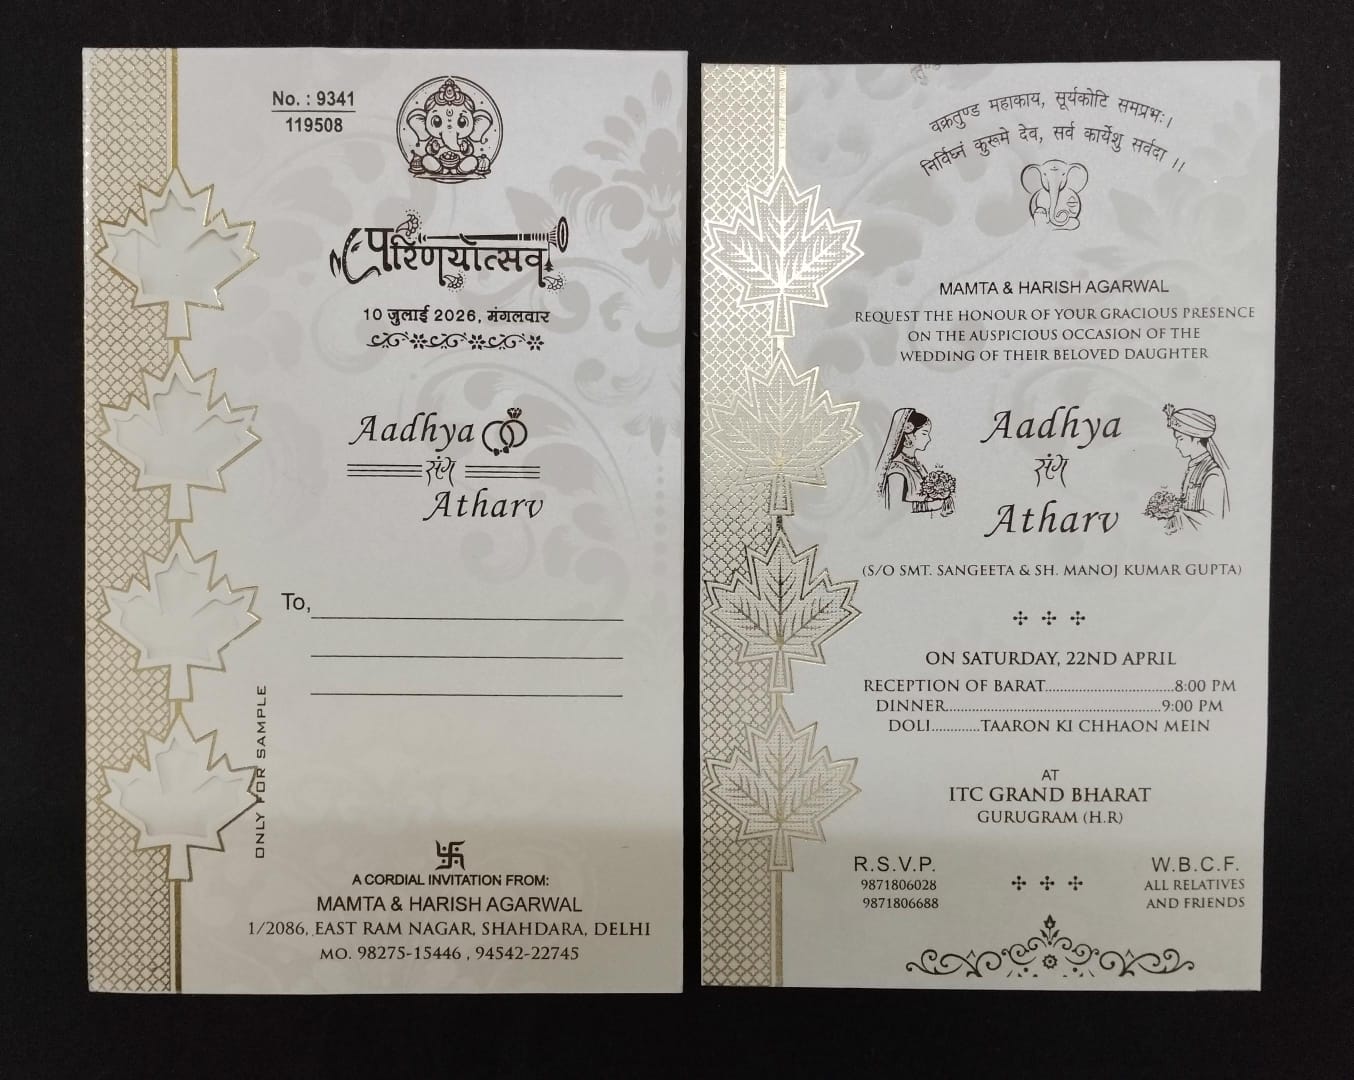 No. : 9341
119508
परिणयोत्सव
10 जुलाई 2026, मंगलवार
Aadhya
संग
Atharv
To,
ONLY FOR SAMPLE
A CORDIAL INVITATION FROM:
MAMTA & HARISH AGARWAL
1/2086, EAST RAM NAGAR, SHAHDARA, DELHI
MO. 98275-15446 , 94542-22745
वक्रतुण्ड महाकाय, सूर्यकोटि समप्रभः।
निर्विघ्नं कुरूमे देव, सर्व कार्येशु सर्वदा ।।
MAMTA & HARISH AGARWAL
REQUEST THE HONOUR OF YOUR GRACIOUS PRESENCE
ON THE AUSPICIOUS OCCASION OF THE
WEDDING OF THEIR BELOVED DAUGHTER
Aadhya
संग
Atharv
(S/O SMT. SANGEETA & SH. MANOJ KUMAR GUPTA)
ON SATURDAY, 22ND APRIL
RECEPTION OF BARAT................................8:00 PM
DINNER.....................................................9:00 PM
DOLI............TAARON KI CHHAON MEIN
AT
ITC GRAND BHARAT
GURUGRAM (H.R)
R.S.V.P.
9871806028
9871806688
W.B.C.F.
ALL RELATIVES
AND FRIENDS